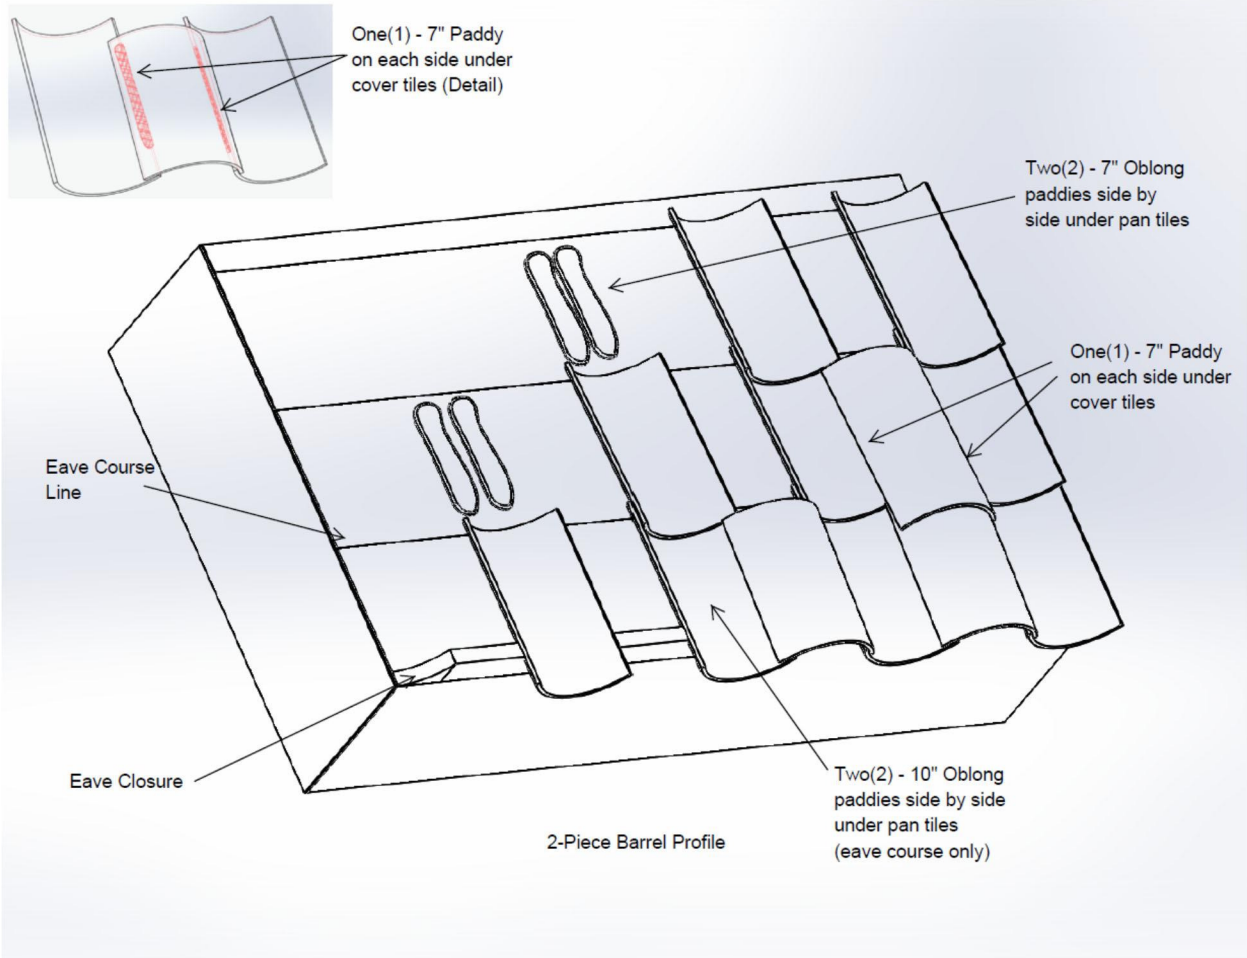 One(1) - 7" Paddy
on each side under
cover tiles (Detail)
Two(2) - 7" Oblong
paddies side by
side under pan tiles
One(1) - 7" Paddy
on each side under
cover tiles
Eave Course
Line
Eave Closure
Two(2) - 10" Oblong
paddies side by side
under pan tiles
(eave course only)
2-Piece Barrel Profile